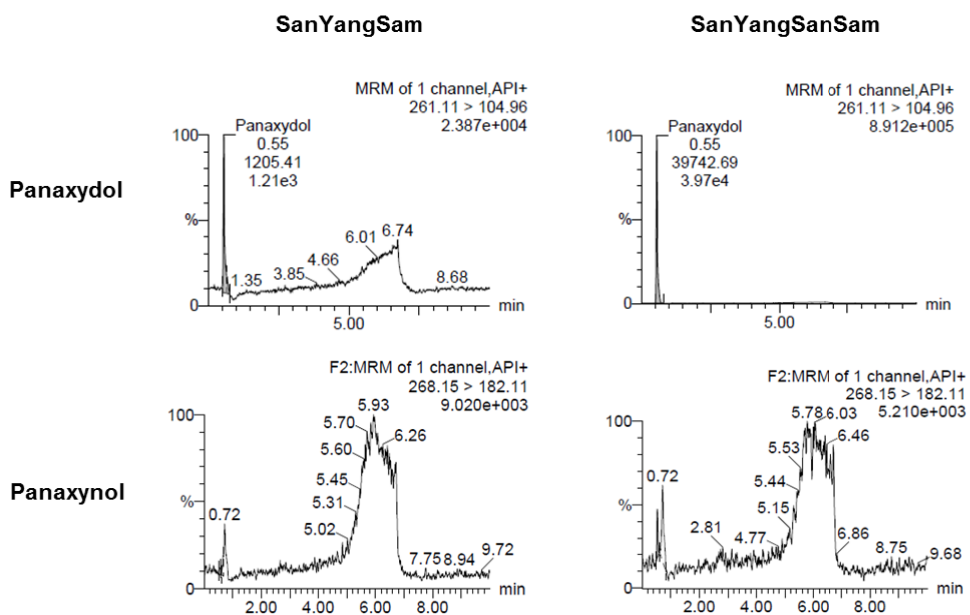 SanYangSam
SanYangSanSam
Panaxydol
MRM of 1 channel,API+
261.11 > 104.96
2.387e+004
100
Panaxydol
0.55
1205.41
1.21e3
%
1.35
3.85
4.66
6.01
6.74
8.68
0
min
5.00
MRM of 1 channel,API+
261.11 > 104.96
8.912e+005
100
Panaxydol
0.55
39742.69
3.97e4
%
0
min
5.00
Panaxynol
F2:MRM of 1 channel,API+
268.15 > 182.11
9.020e+003
100
5.93
5.70
6.26
5.60
5.45
%
5.31
0.72
5.02
7.75
8.94
9.72
0
min
2.00
4.00
6.00
8.00
F2:MRM of 1 channel,API+
268.15 > 182.11
5.210e+003
100
5.78
6.03
6.46
5.53
5.44
0.72
%
5.15
2.81
4.77
6.86
8.75
9.68
0
min
2.00
4.00
6.00
8.00